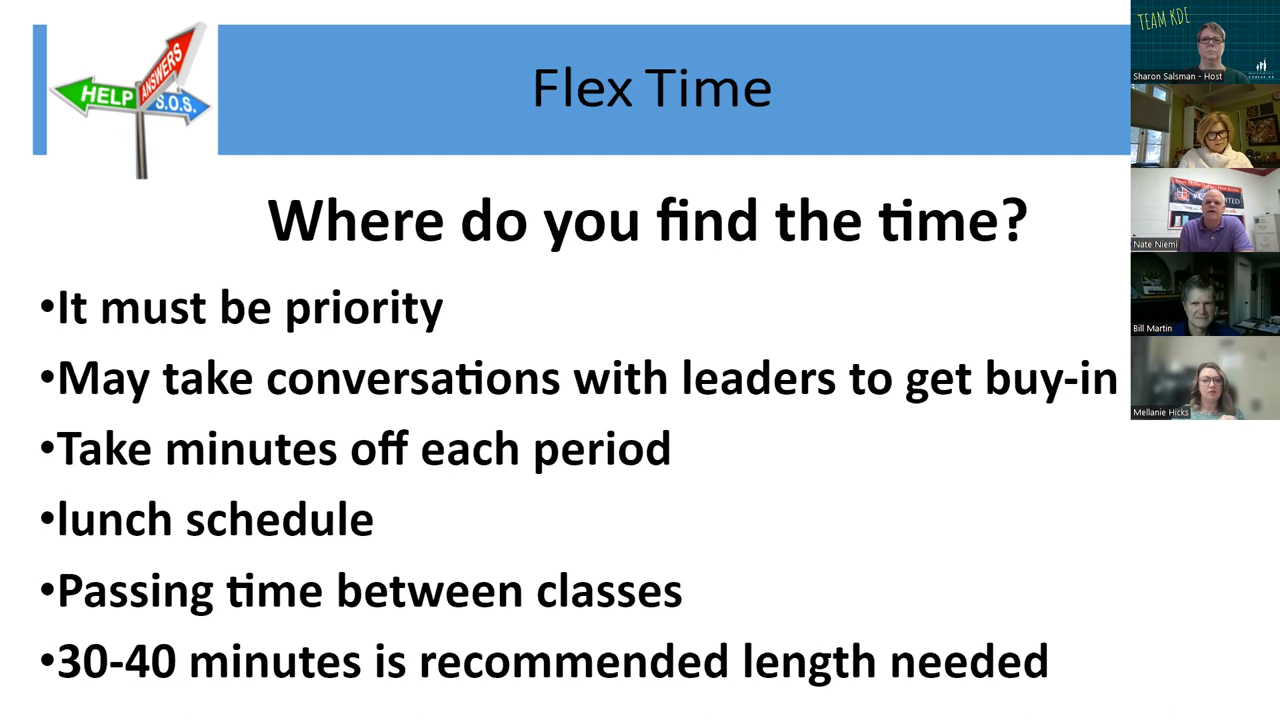 HELP
ANSWERS
S.O.S.
Flex Time
Where do you find the time?
•It must be priority
•May take conversations with leaders to get buy-in
•Take minutes off each period
•lunch schedule
•Passing time between classes
•30-40 minutes is recommended length needed
TEAM KDE
Sharon Salsman - Host
Nate Niemi
Bill Martin
Mellanie Hicks